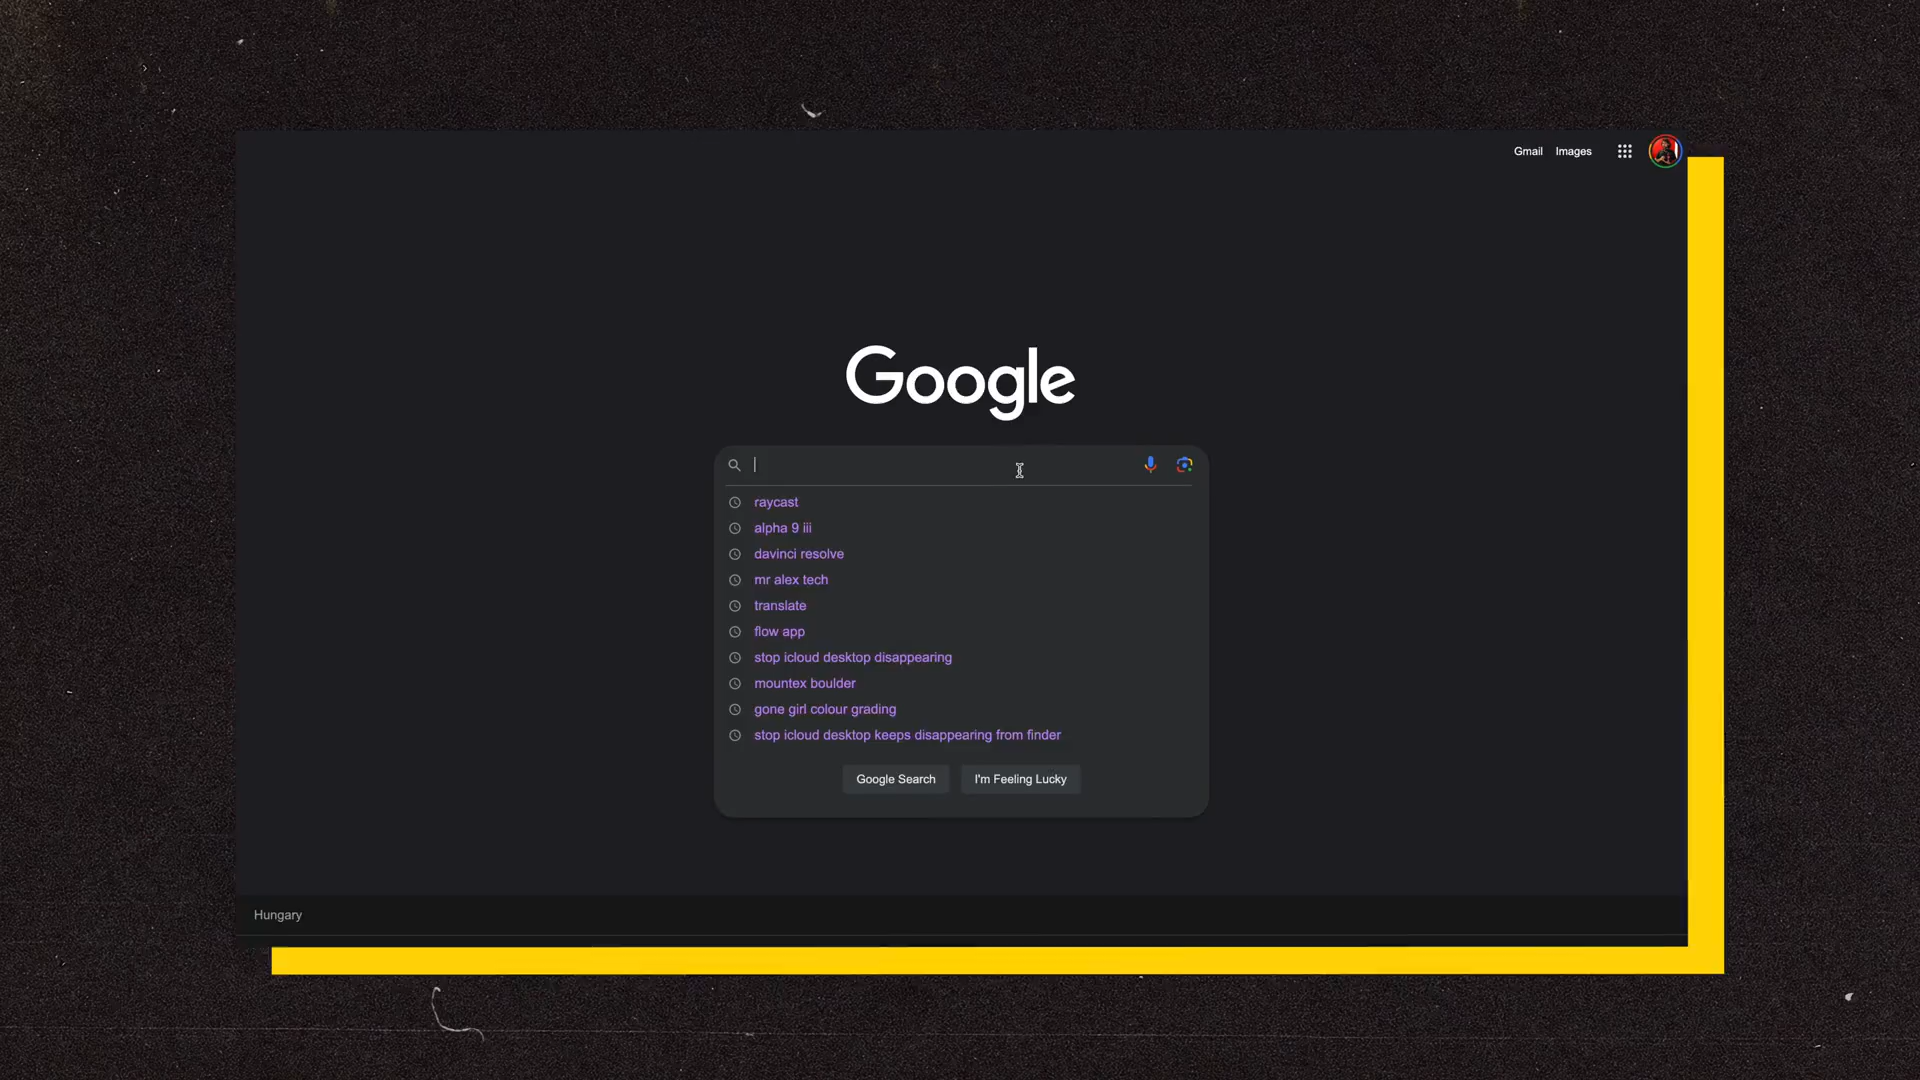 Gmail Images
Google
raycast
alpha 9 iii
davinci resolve
mr alex tech
translate
flow app
stop icloud desktop disappearing
mountex boulder
gone girl colour grading
stop icloud desktop keeps disappearing from finder
Google Search I'm Feeling Lucky
Hungary